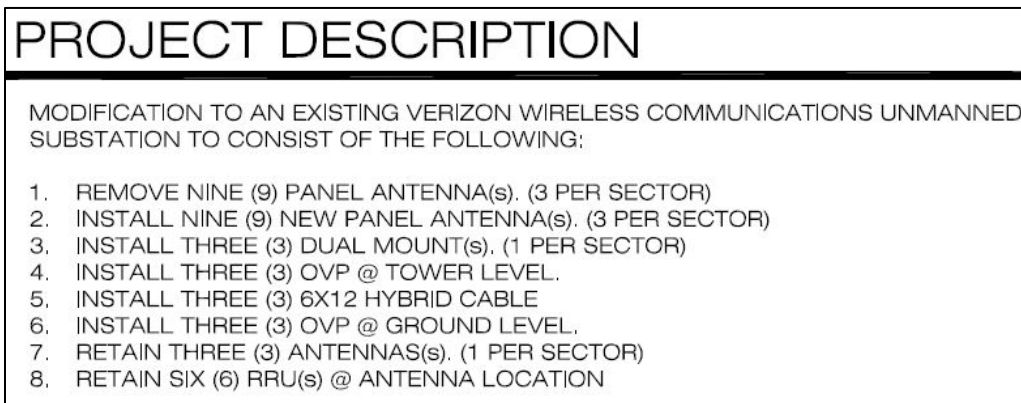 PROJECT DESCRIPTION
MODIFICATION TO AN EXISTING VERIZON WIRELESS COMMUNICATIONS UNMANNED
SUBSTATION TO CONSIST OF THE FOLLOWING:
1. REMOVE NINE (9) PANEL ANTENNA(s). (3 PER SECTOR)
2. INSTALL NINE (9) NEW PANEL ANTENNA(s). (3 PER SECTOR)
3. INSTALL THREE (3) DUAL MOUNT(s). (1 PER SECTOR)
4. INSTALL THREE (3) OVP @ TOWER LEVEL.
5. INSTALL THREE (3) 6X12 HYBRID CABLE
6. INSTALL THREE (3) OVP @ GROUND LEVEL.
7. RETAIN THREE (3) ANTENNAS(s). (1 PER SECTOR)
8. RETAIN SIX (6) RRU(s) @ ANTENNA LOCATION